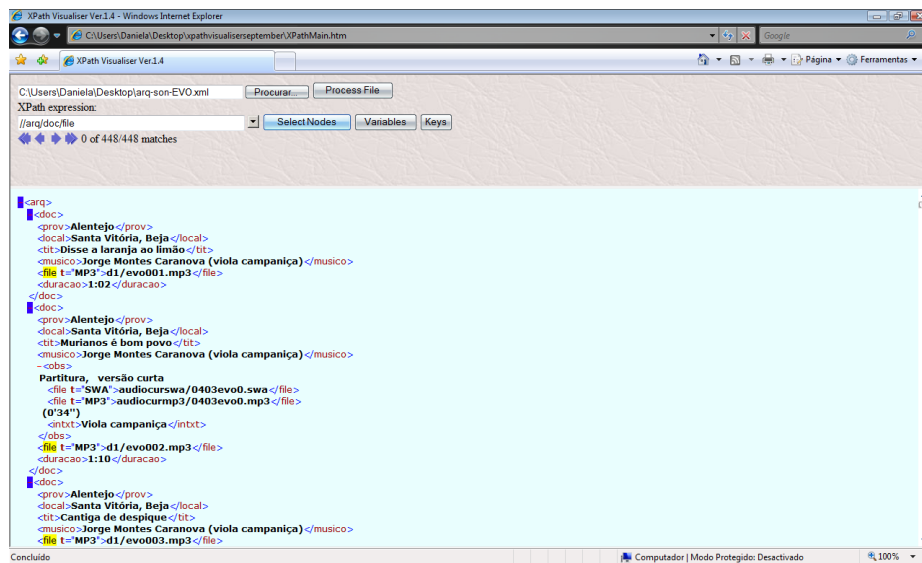 XPath Visualiser Ver.1.4 - Windows Internet Explorer
C:\Users\Daniela\Desktop\xpathvisualiserseptember\XPathMain.htm
Google
XPath Visualiser Ver.1.4
Página
Ferramentas
C:\Users\Daniela\Desktop\arq-son-EVO.xml Procurar... Process File
XPath expression:
//arq/doc/file Select Nodes Variables Keys
0 of 448/448 matches
-<arq>
-<doc>
<prov>Alentejo</prov>
<local>Santa Vitória, Beja</local>
<tit>Disse a laranja ao limão</tit>
<musico>Jorge Montes Caranova (viola campaniça)</musico>
<file t="MP3">d1/evo001.mp3</file>
<duracao>1:02</duracao>
</doc>
-<doc>
<prov>Alentejo</prov>
<local>Santa Vitória, Beja</local>
<tit>Murianos é bom povo</tit>
<musico>Jorge Montes Caranova (viola campaniça)</musico>
-<obs>
Partitura, versão curta
<file t="SWA">audiocurswa/0403evo0.swa</file>
<file t="MP3">audiocurmp3/0403evo0.mp3</file>
(0'34'')
<intxt>Viola campaniça</intxt>
</obs>
<file t="MP3">d1/evo002.mp3</file>
<duracao>1:10</duracao>
</doc>
-<doc>
<prov>Alentejo</prov>
<local>Santa Vitória, Beja</local>
<tit>Cantiga de despique</tit>
<musico>Jorge Montes Caranova (viola campaniça)</musico>
<file t="MP3">d1/evo003.mp3</file>
Concluído
Computador | Modo Protegido: Desactivado
100%